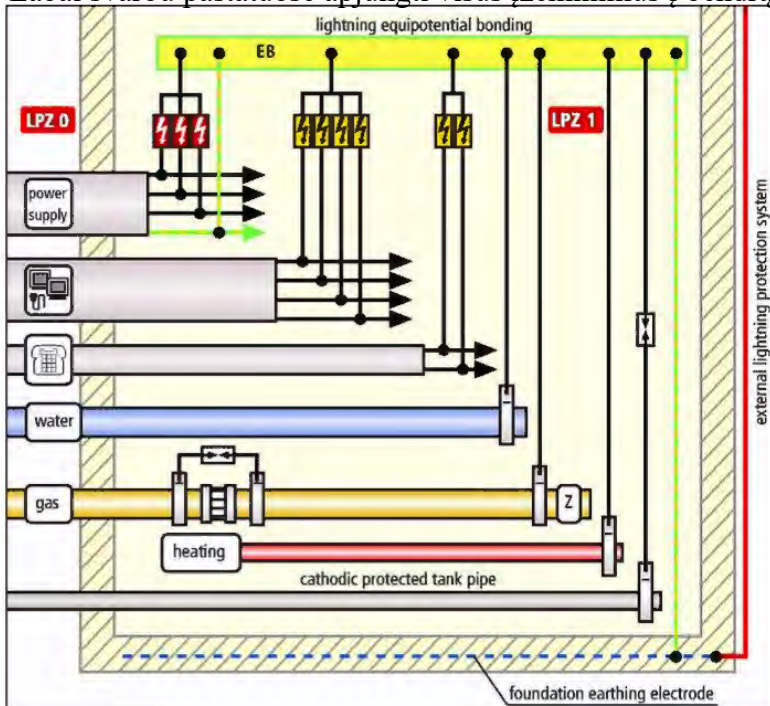 lightning equipotential bonding
EB
LPZ 0
LPZ 1
power
supply
water
gas
Z
heating
cathodic protected tank pipe
external lightning protection system
foundation earthing electrode